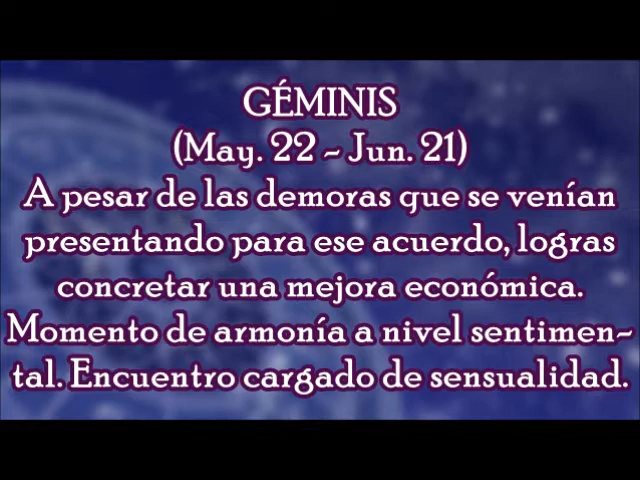 GÉMINIS
(May. 22 - Jun. 21)
A pesar de las demoras que se venían
presentando para ese acuerdo, logras
concretar una mejora económica.
Momento de armonía a nivel sentimen-
tal. Encuentro cargado de sensualidad.